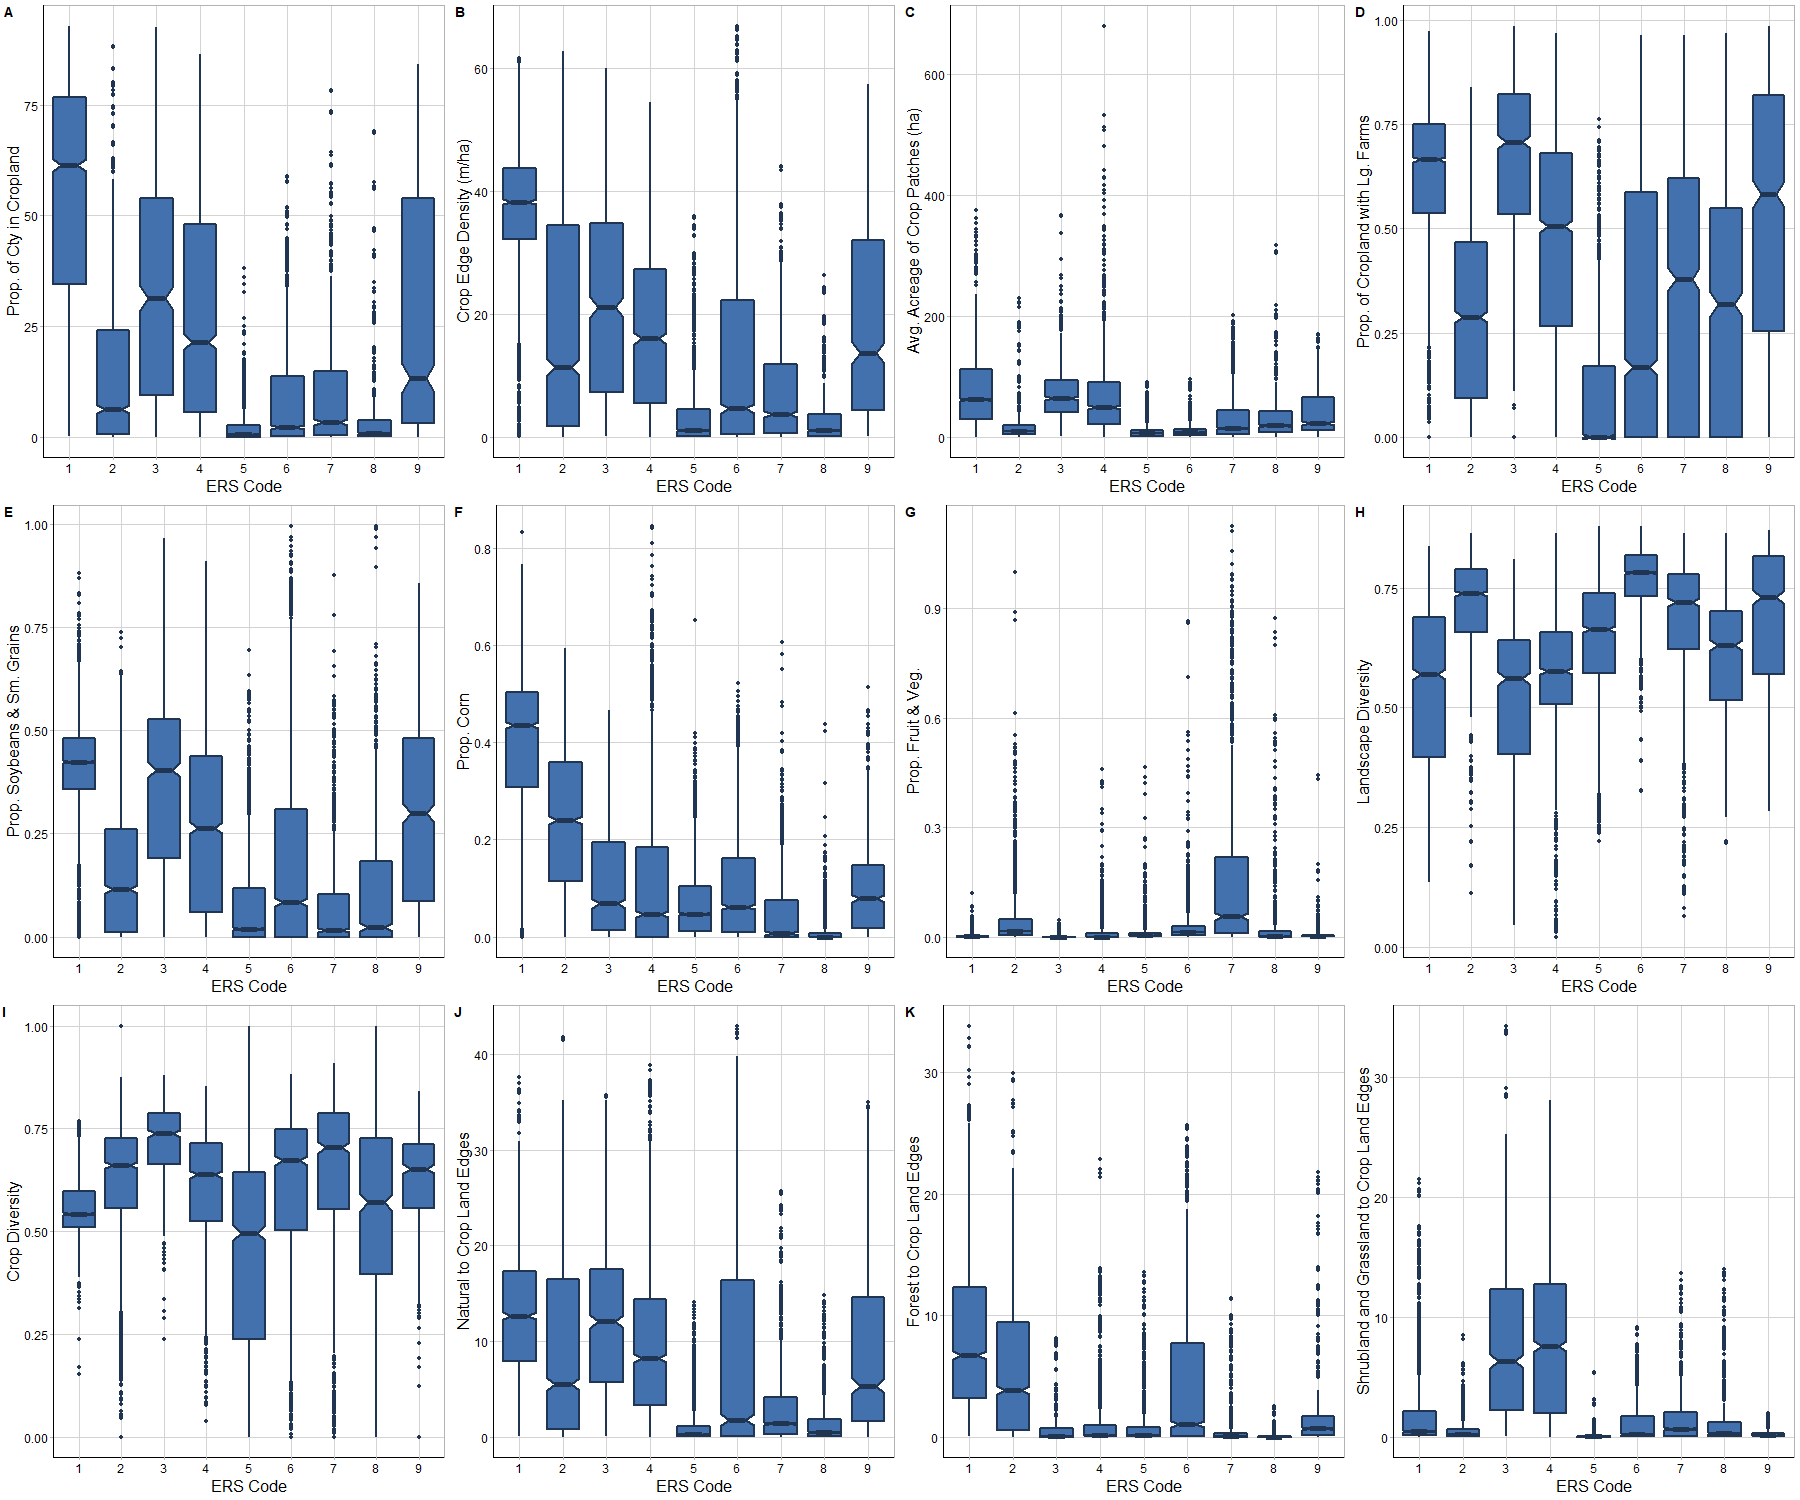 A
Prop. of Cty in Cropland
75
50
25
0
1 2 3 4 5 6 7 8 9
ERS Code
B
Crop Edge Density (m/ha)
60
40
20
0
1 2 3 4 5 6 7 8 9
ERS Code
C
Avg. Acreage of Crop Patches (ha)
600
400
200
0
1 2 3 4 5 6 7 8 9
ERS Code
D
Prop. of Cropland with Lg. Farms
1.00
0.75
0.50
0.25
0.00
1 2 3 4 5 6 7 8 9
ERS Code
E
Prop. Soybeans & Sm. Grains
1.00
0.75
0.50
0.25
0.00
1 2 3 4 5 6 7 8 9
ERS Code
F
Prop. Corn
0.8
0.6
0.4
0.2
0.0
1 2 3 4 5 6 7 8 9
ERS Code
G
Prop. Fruit & Veg.
0.9
0.6
0.3
0.0
1 2 3 4 5 6 7 8 9
ERS Code
H
Landscape Diversity
0.75
0.50
0.25
0.00
1 2 3 4 5 6 7 8 9
ERS Code
I
Crop Diversity
1.00
0.75
0.50
0.25
0.00
1 2 3 4 5 6 7 8 9
ERS Code
J
Natural to Crop Land Edges
40
30
20
10
0
1 2 3 4 5 6 7 8 9
ERS Code
K
Forest to Crop Land Edges
30
20
10
0
1 2 3 4 5 6 7 8 9
ERS Code
Shrubland and Grassland to Crop Land Edges
30
20
10
0
1 2 3 4 5 6 7 8 9
ERS Code